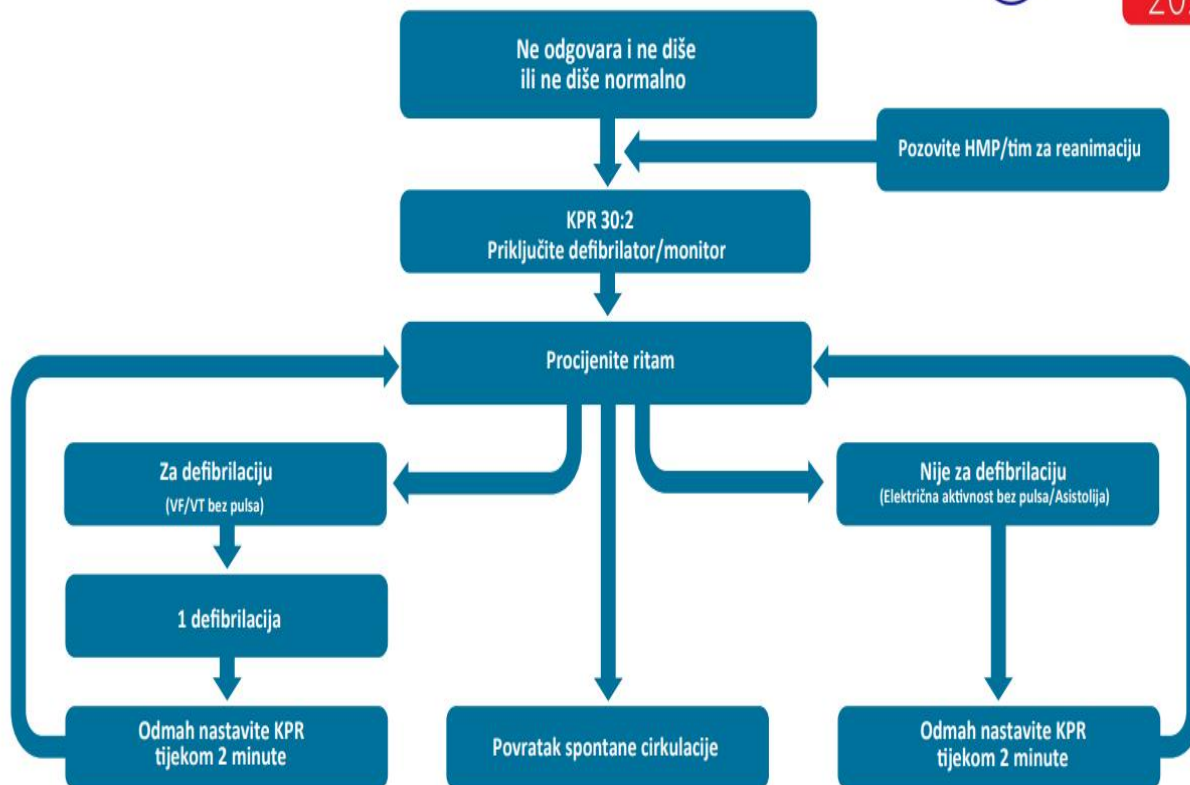 Ne odgovara i ne diše
ili ne diše normalno
Pozovite HMP/tim za reanimaciju
KPR 30:2
Priključite defibrilator/monitor
Procijenite ritam
Za defibrilaciju
(VF/VT bez pulsa)
Nije za defibrilaciju
(Električna aktivnost bez pulsa/Asistolija)
1 defibrilacija
Odmah nastavite KPR
tijekom 2 minute
Povratak spontane cirkulacije
Odmah nastavite KPR
tijekom 2 minute